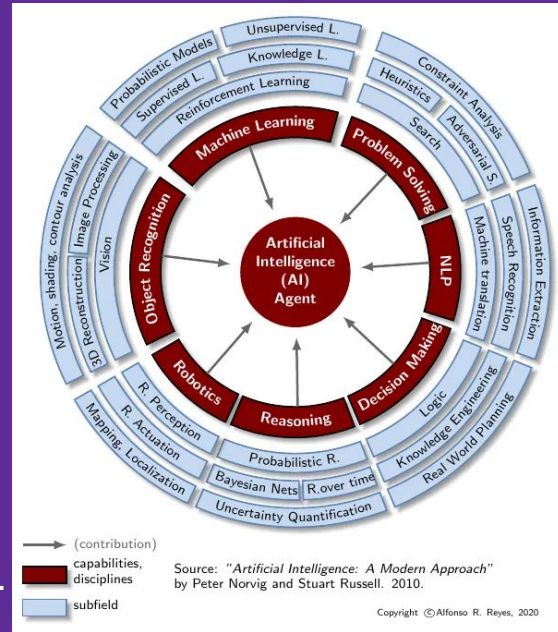 Unsupervised L.
Probabilistic Models
Knowledge L.
Supervised L.
Reinforcement Learning
Machine Learning
Constraint Analysis
Heuristics
Adversarial S.
Search
Problem Solving
Information Extraction
Speech Recognition
Machine translation
NLP
Motion, shading, contour analysis
Image Processing
3D Reconstruction
Vision
Object Recognition
Artificial
Intelligence
(AI)
Agent
Decision Making
Logic
Knowledge Engineering
Real World Planning
Robotics
R. Perception
R. Actuation
Mapping, Localization
Reasoning
Probabilistic R.
Bayesian Nets
R.over time
Uncertainty Quantification
(contribution)
capabilities,
disciplines
subfield
Source: "Artificial Intelligence: A Modern Approach"
by Peter Norvig and Stuart Russell. 2010.
Copyright ©Alfonso R. Reyes, 2020